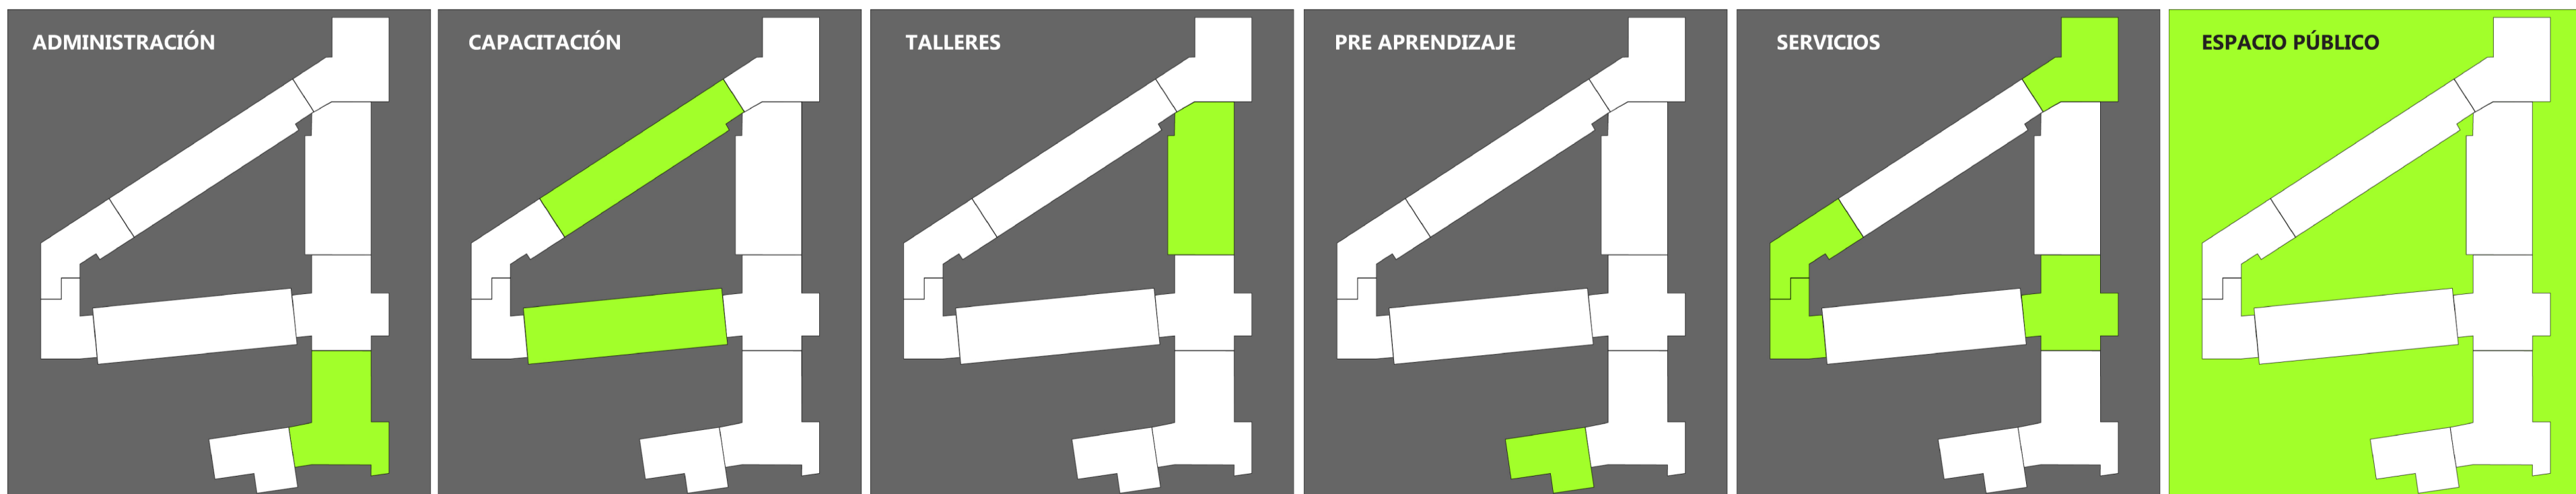 ADMINISTRACIÓN
CAPACITACIÓN
TALLERES
PRE APRENDIZAJE
SERVICIOS
ESPACIO PÚBLICO